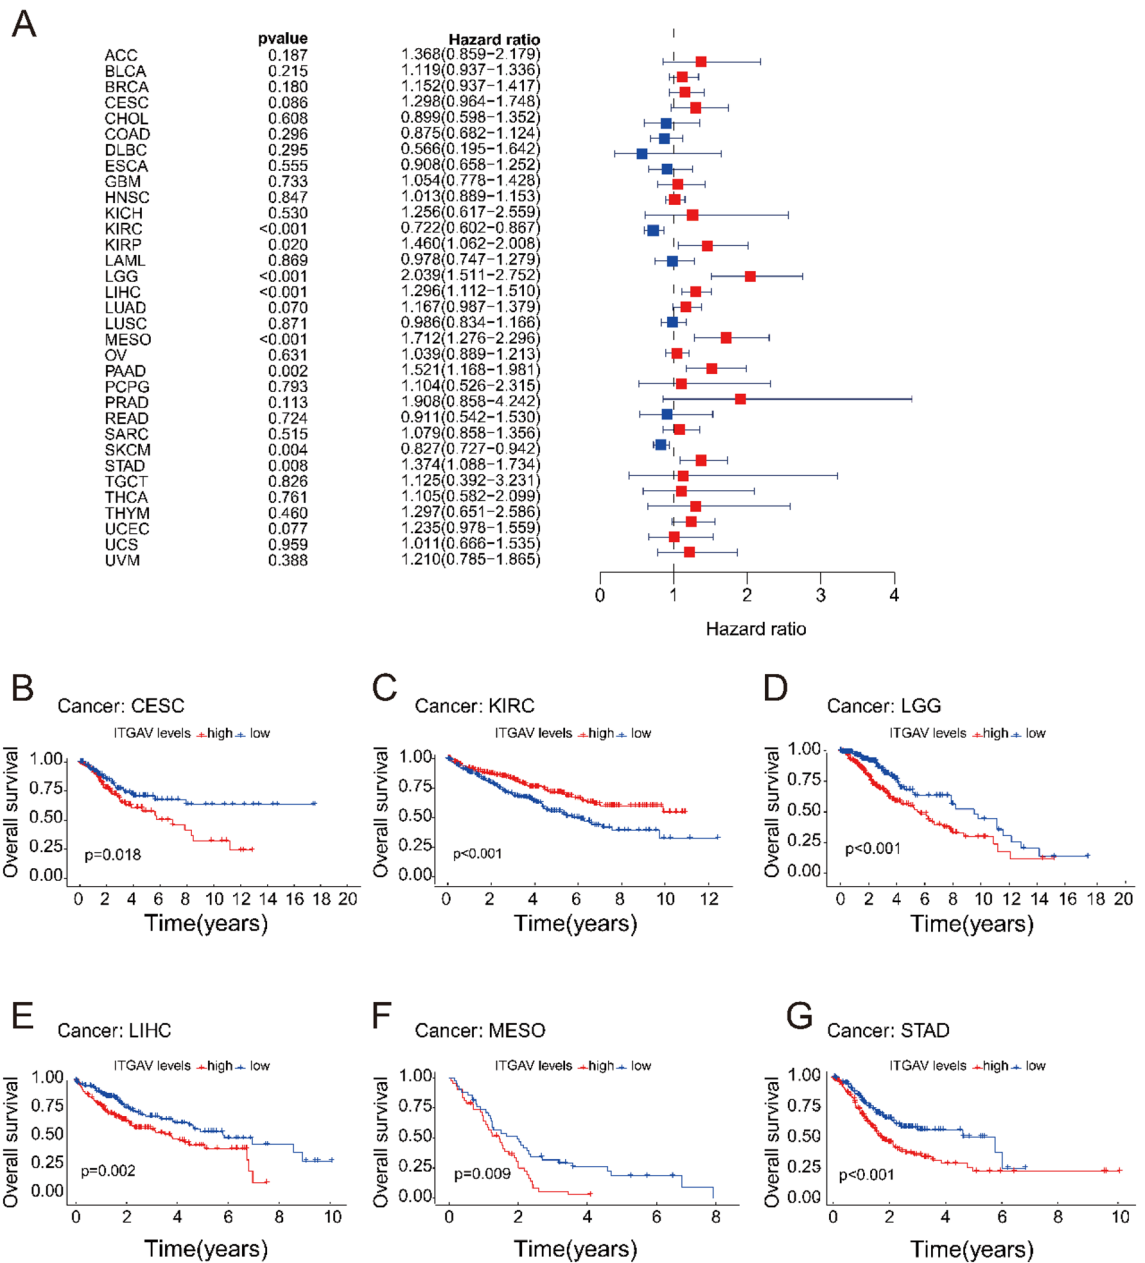 A
pvalue Hazard ratio
ACC 0.187 1.368(0.859−2.179)
BLCA 0.215 1.119(0.937−1.336)
BRCA 0.180 1.152(0.937−1.417)
CESC 0.086 1.298(0.964−1.748)
CHOL 0.608 0.899(0.598−1.352)
COAD 0.296 0.875(0.682−1.124)
DLBC 0.295 0.566(0.195−1.642)
ESCA 0.555 0.908(0.658−1.252)
GBM 0.733 1.054(0.778−1.428)
HNSC 0.847 1.013(0.889−1.153)
KICH 0.530 1.256(0.617−2.559)
KIRC <0.001 0.722(0.602−0.867)
KIRP 0.020 1.460(1.062−2.008)
LAML 0.869 0.978(0.747−1.279)
LGG <0.001 2.039(1.511−2.752)
LIHC <0.001 1.296(1.112−1.510)
LUAD 0.070 1.167(0.987−1.379)
LUSC 0.871 0.986(0.834−1.166)
MESO <0.001 1.712(1.276−2.296)
OV 0.631 1.039(0.889−1.213)
PAAD 0.002 1.521(1.168−1.981)
PCPG 0.793 1.104(0.526−2.315)
PRAD 0.113 1.908(0.858−4.242)
READ 0.724 0.911(0.542−1.530)
SARC 0.515 1.079(0.858−1.356)
SKCM 0.004 0.827(0.727−0.942)
STAD 0.008 1.374(1.088−1.734)
TGCT 0.826 1.125(0.392−3.231)
THCA 0.761 1.105(0.582−2.099)
THYM 0.460 1.297(0.651−2.586)
UCEC 0.077 1.235(0.978−1.559)
UCS 0.959 1.011(0.666−1.535)
UVM 0.388 1.210(0.785−1.865)
0 1 2 3 4
Hazard ratio
B
Cancer: CESC
ITGAV levels high low
Overall survival
1.00
0.75
0.50
0.25
0.00
p=0.018
0 2 4 6 8 10 12 14 16 18 20
Time(years)
C
Cancer: KIRC
ITGAV levels high low
Overall survival
1.00
0.75
0.50
0.25
0.00
p<0.001
0 2 4 6 8 10 12
Time(years)
D
Cancer: LGG
ITGAV levels high low
Overall survival
1.00
0.75
0.50
0.25
0.00
p<0.001
0 2 4 6 8 10 12 14 16 18 20
Time(years)
E
Cancer: LIHC
ITGAV levels high low
Overall survival
1.00
0.75
0.50
0.25
0.00
p=0.002
0 2 4 6 8 10
Time(years)
F
Cancer: MESO
ITGAV levels high low
Overall survival
1.00
0.75
0.50
0.25
0.00
p=0.009
0 2 4 6 8
Time(years)
G
Cancer: STAD
ITGAV levels high low
Overall survival
1.00
0.75
0.50
0.25
0.00
p<0.001
0 2 4 6 8 10
Time(years)